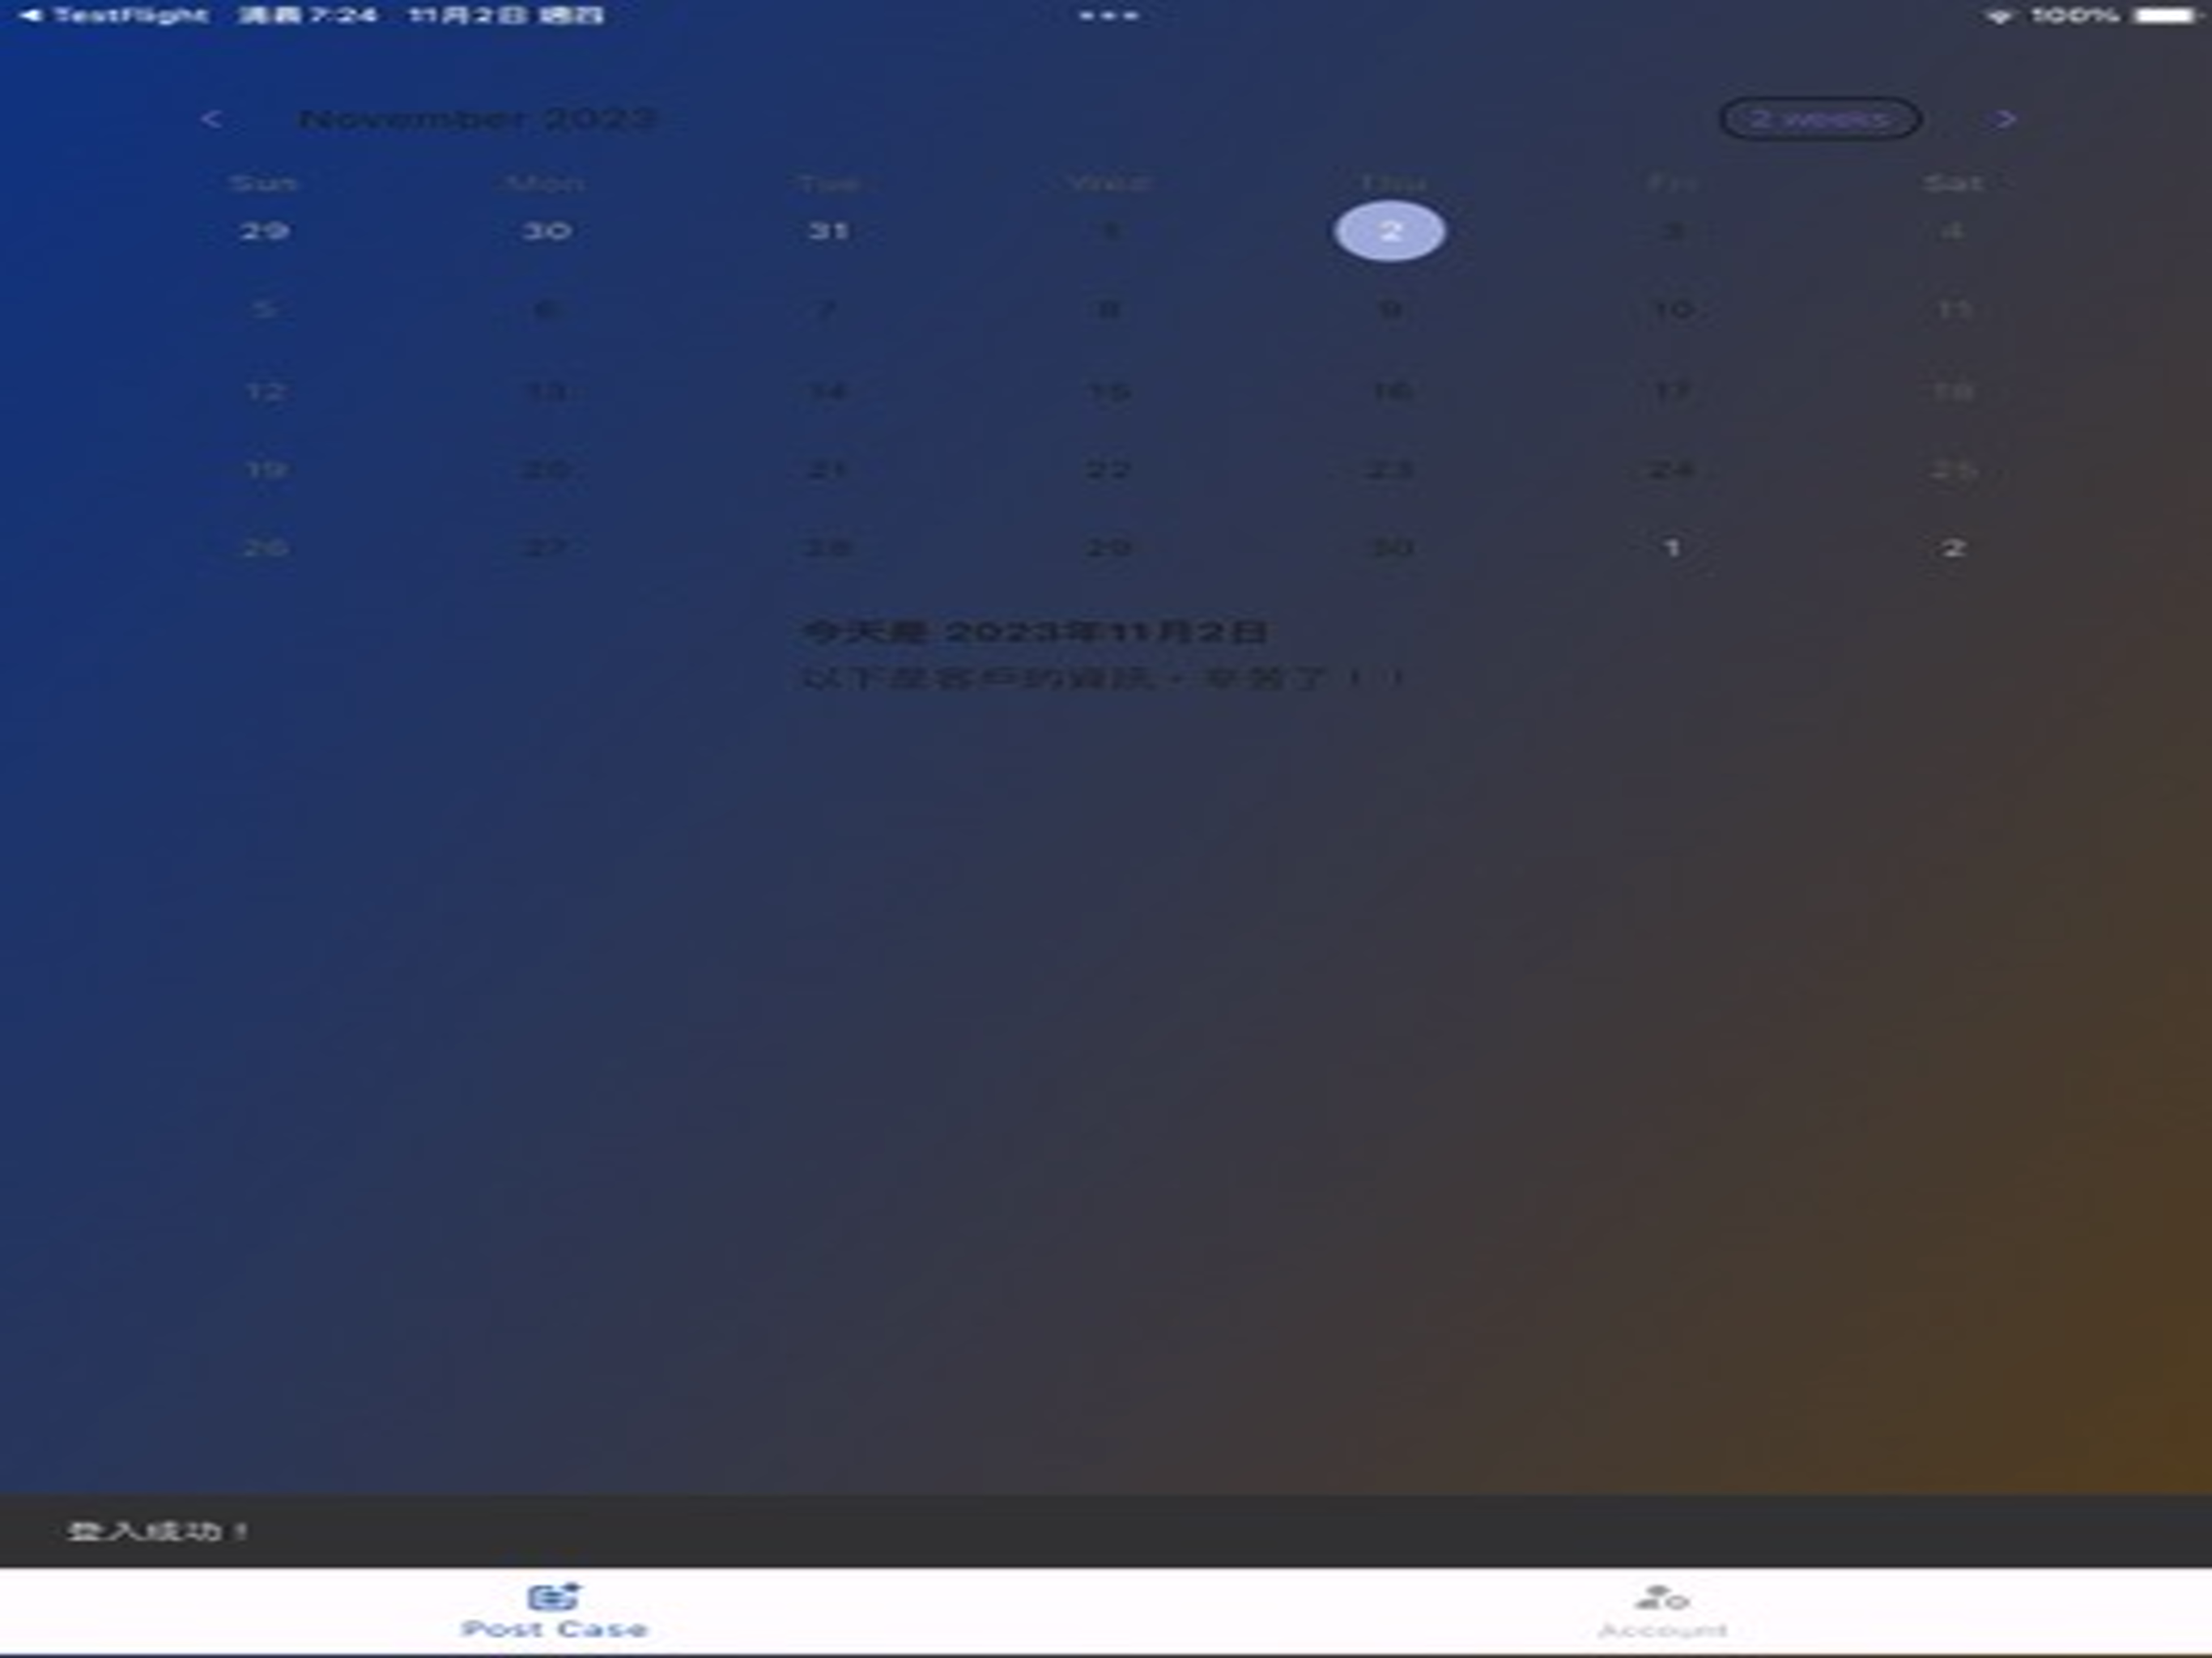 TestFlight 清晨7:24 11月2日 週四 100%
November 2023 2 weeks
Sun Mon Tue Wed Thu Fri Sat
29 30 31 1 2 3 4
5 6 7 8 9 10 11
12 13 14 15 16 17 18
19 20 21 22 23 24 25
26 27 28 29 30 1 2
今天是 2023年11月2日
以下是客戶的資訊，辛苦了！！
登入成功！
Post Case Account